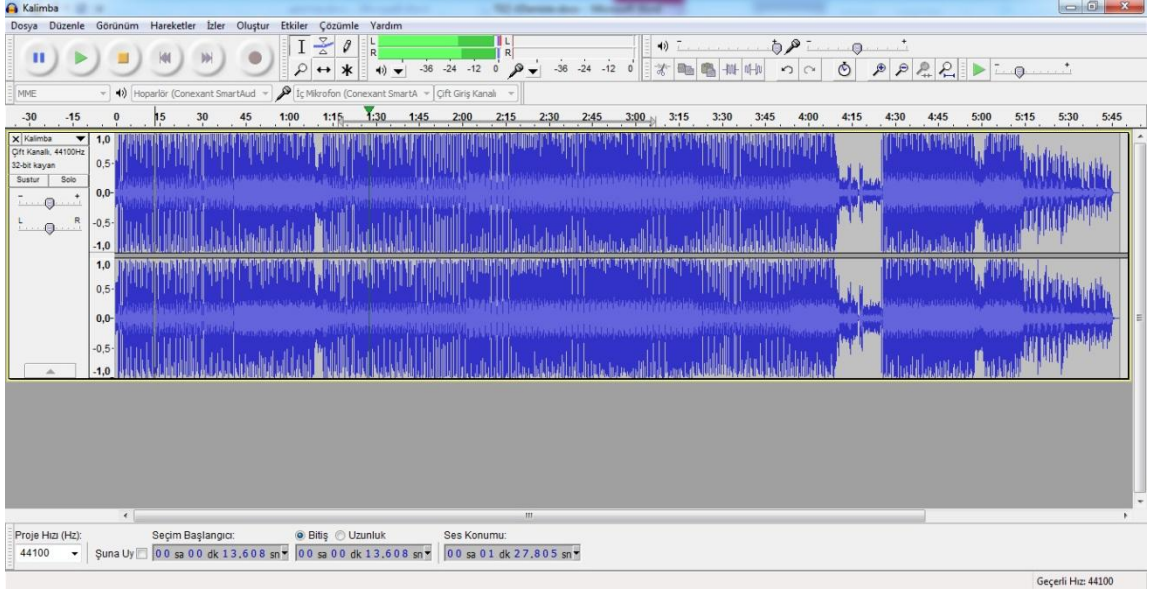 Kalimba
Dosya Düzenle Görünüm Hareketler İzler Oluştur Etkiler Çözümle Yardım
L
R
-36 -24 -12 0
L
R
-36 -24 -12 0
MME Hoparlör (Conexant SmartAud İç Mikrofon (Conexant SmartA Çift Giriş Kanalı
-30 -15 0 15 30 45 1:00 1:15 1:30 1:45 2:00 2:15 2:30 2:45 3:00 3:15 3:30 3:45 4:00 4:15 4:30 4:45 5:00 5:15 5:30 5:45
X Kalimba
Çift Kanallı, 44100Hz
32-bit kayan
Sustur Solo
- +
L R
1,0
0,5
0,0
-0,5
-1,0
1,0
0,5
0,0
-0,5
-1,0
Proje Hızı (Hz): Seçim Başlangıcı: Bitiş Uzunluk Ses Konumu:
44100 Şuna Uy 00 sa 00 dk 13,608 sn 00 sa 00 dk 13,608 sn 00 sa 01 dk 27,805 sn
Geçerli Hız: 44100